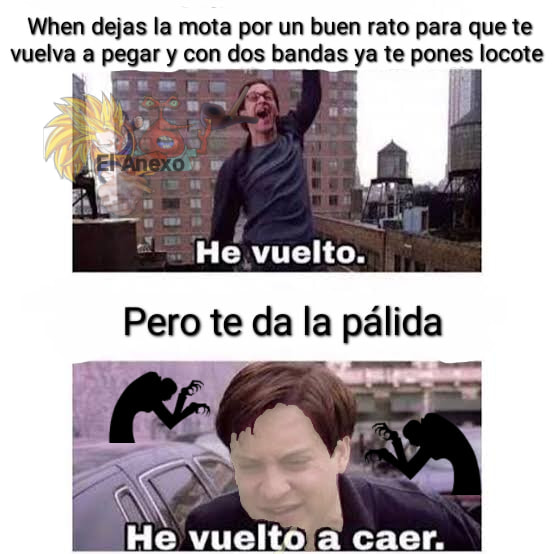 When dejas la mota por un buen rato para que te
vuelva a pegar y con dos bandas ya te pones locote
El Anexo
He vuelto.
Pero te da la pálida
He vuelto a caer.